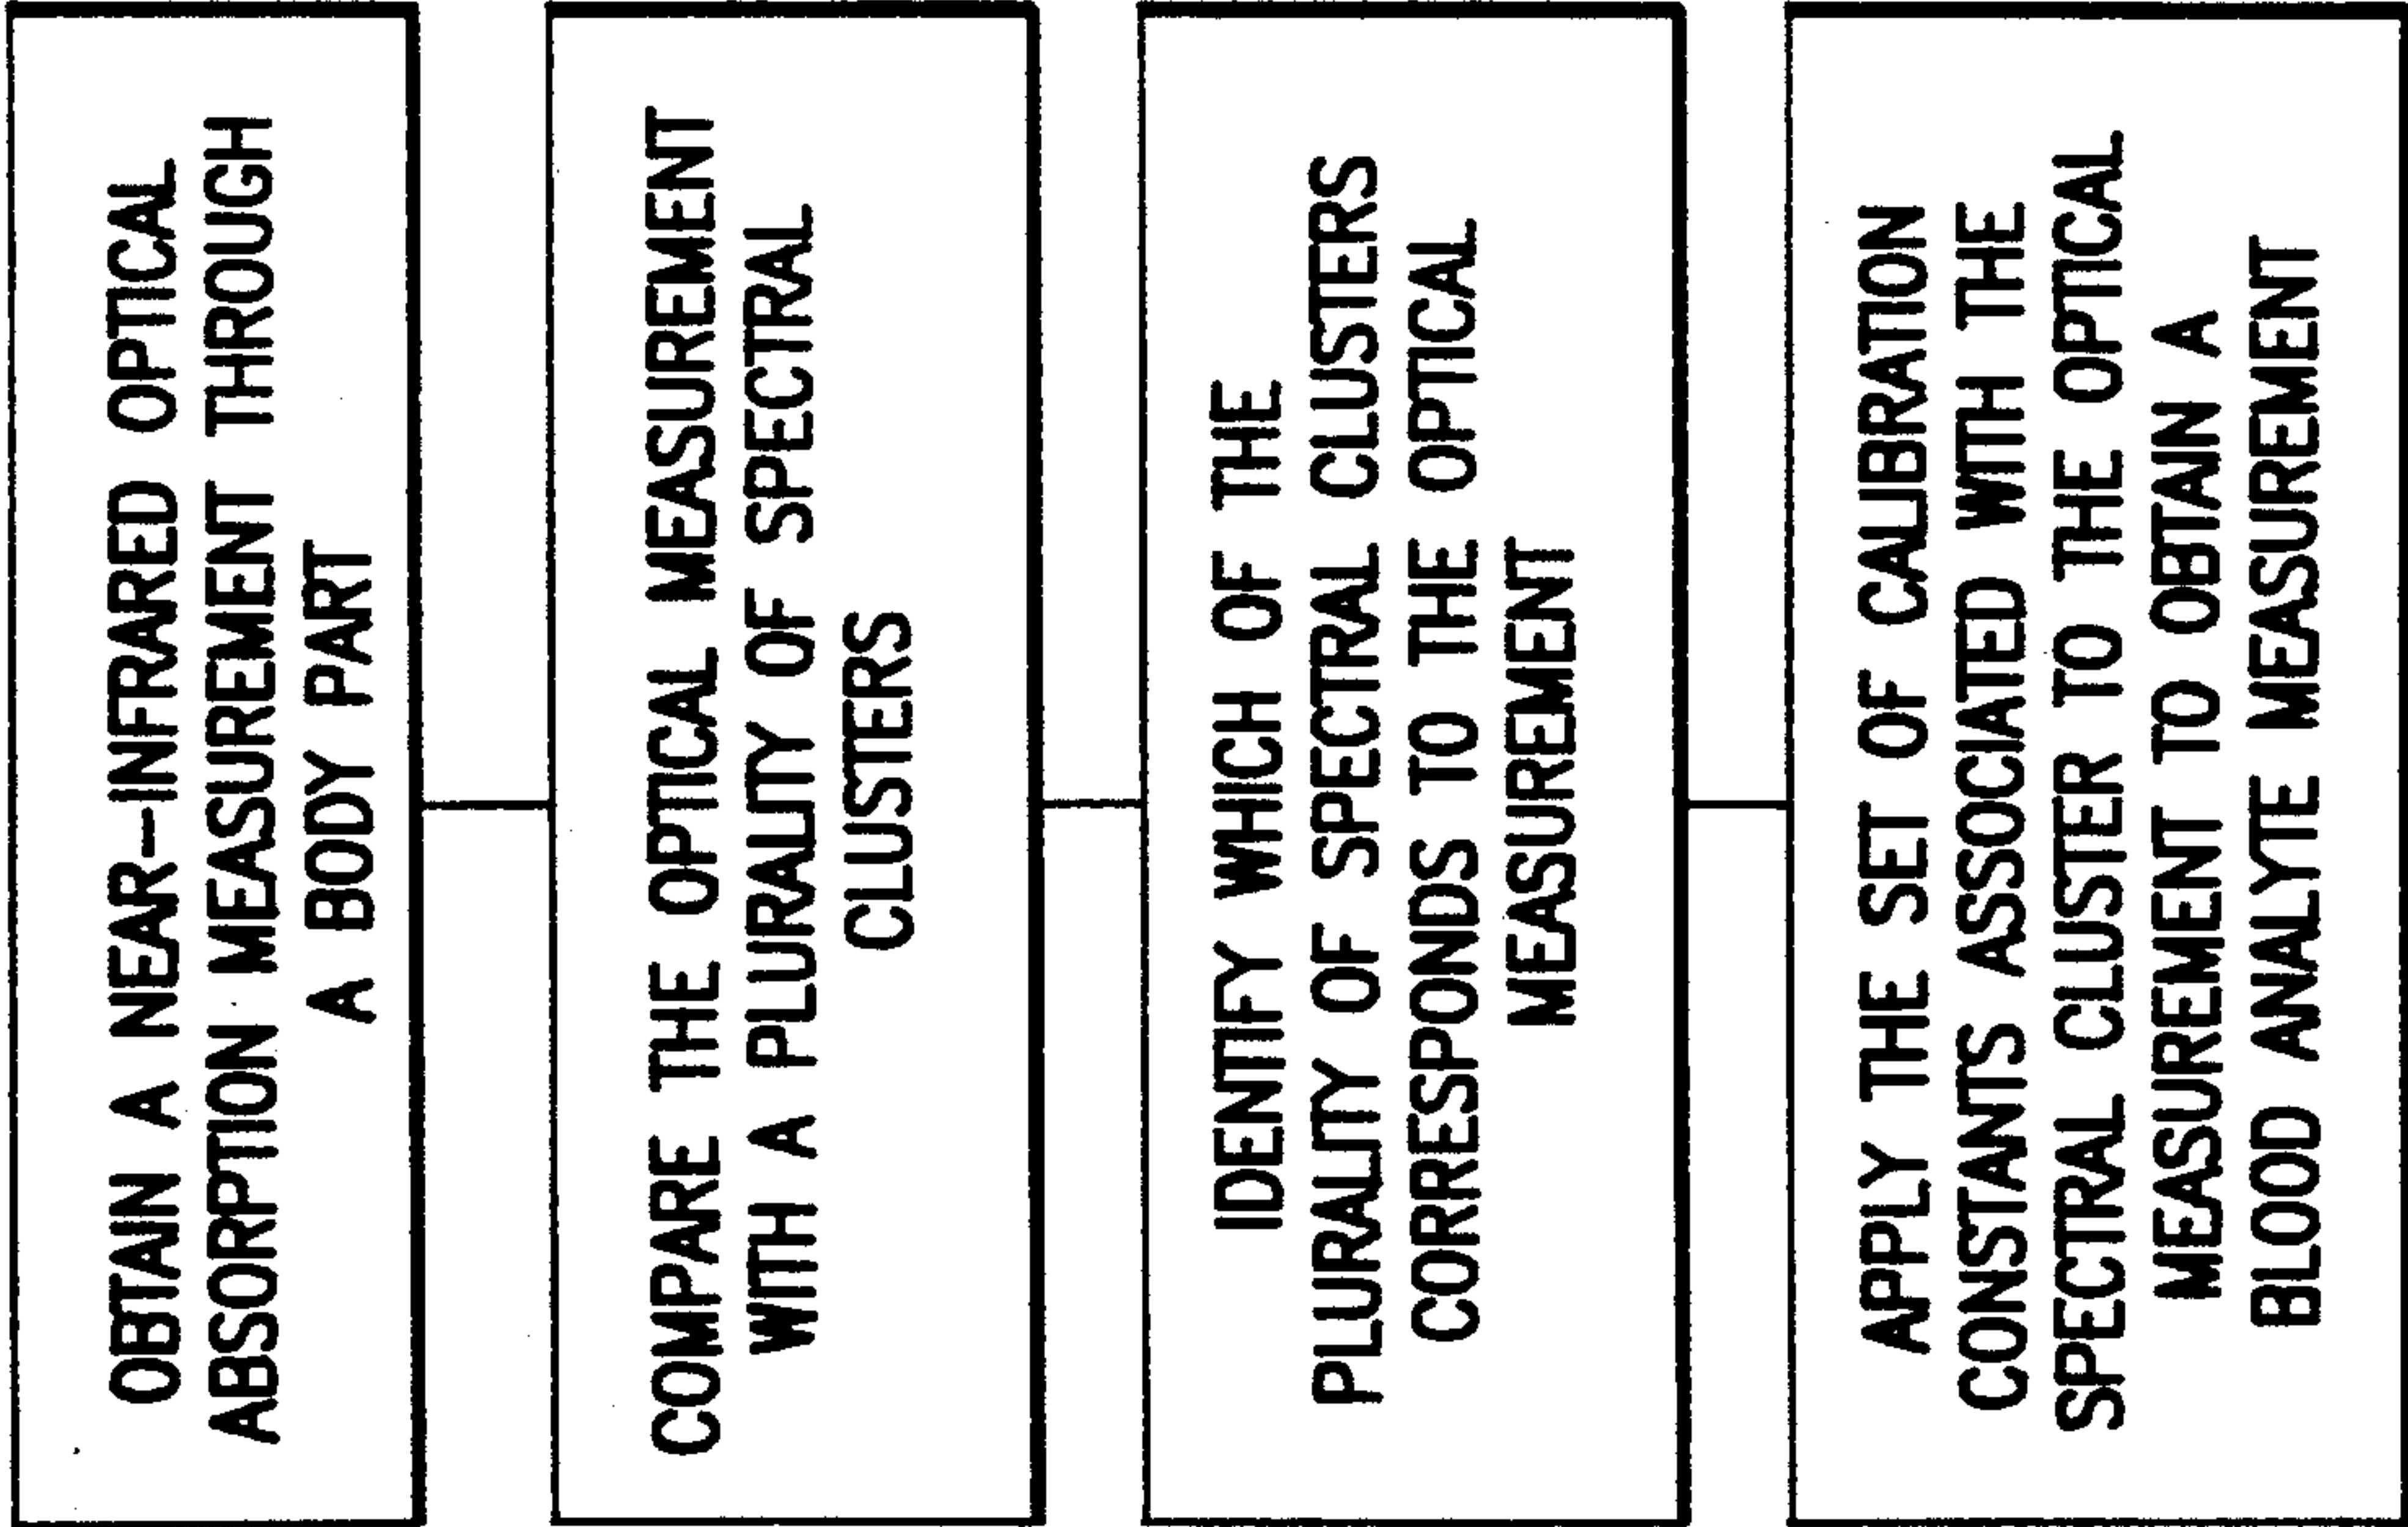 OBTAIN A NEAR-INFRARED OPTICAL
ABSORPTION MEASUREMENT THROUGH
A BODY PART
COMPARE THE OPTICAL MEASUREMENT
WITH A PLURALITY OF SPECTRAL
CLUSTERS
IDENTIFY WHICH OF THE
PLURALITY OF SPECTRAL CLUSTERS
CORRESPONDS TO THE OPTICAL
MEASUREMENT
APPLY THE SET OF CALIBRATION
CONSTANTS ASSOCIATED WITH THE
SPECTRAL CLUSTER TO THE OPTICAL
MEASUREMENT TO OBTAIN A
BLOOD ANALYTE MEASUREMENT